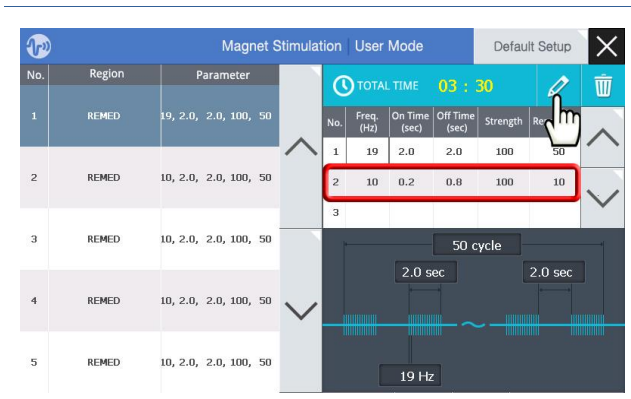 Magnet Stimulation User Mode Default Setup
No. Region Parameter
1 REMED 19, 2.0, 2.0, 100, 50
2 REMED 10, 2.0, 2.0, 100, 50
3 REMED 10, 2.0, 2.0, 100, 50
4 REMED 10, 2.0, 2.0, 100, 50
5 REMED 10, 2.0, 2.0, 100, 50
TOTAL TIME 03 : 30
No. Freq. (Hz) On Time (sec) Off Time (sec) Strength
1 19 2.0 2.0 100 50
2 10 0.2 0.8 100 10
3
50 cycle
2.0 sec 2.0 sec
19 Hz